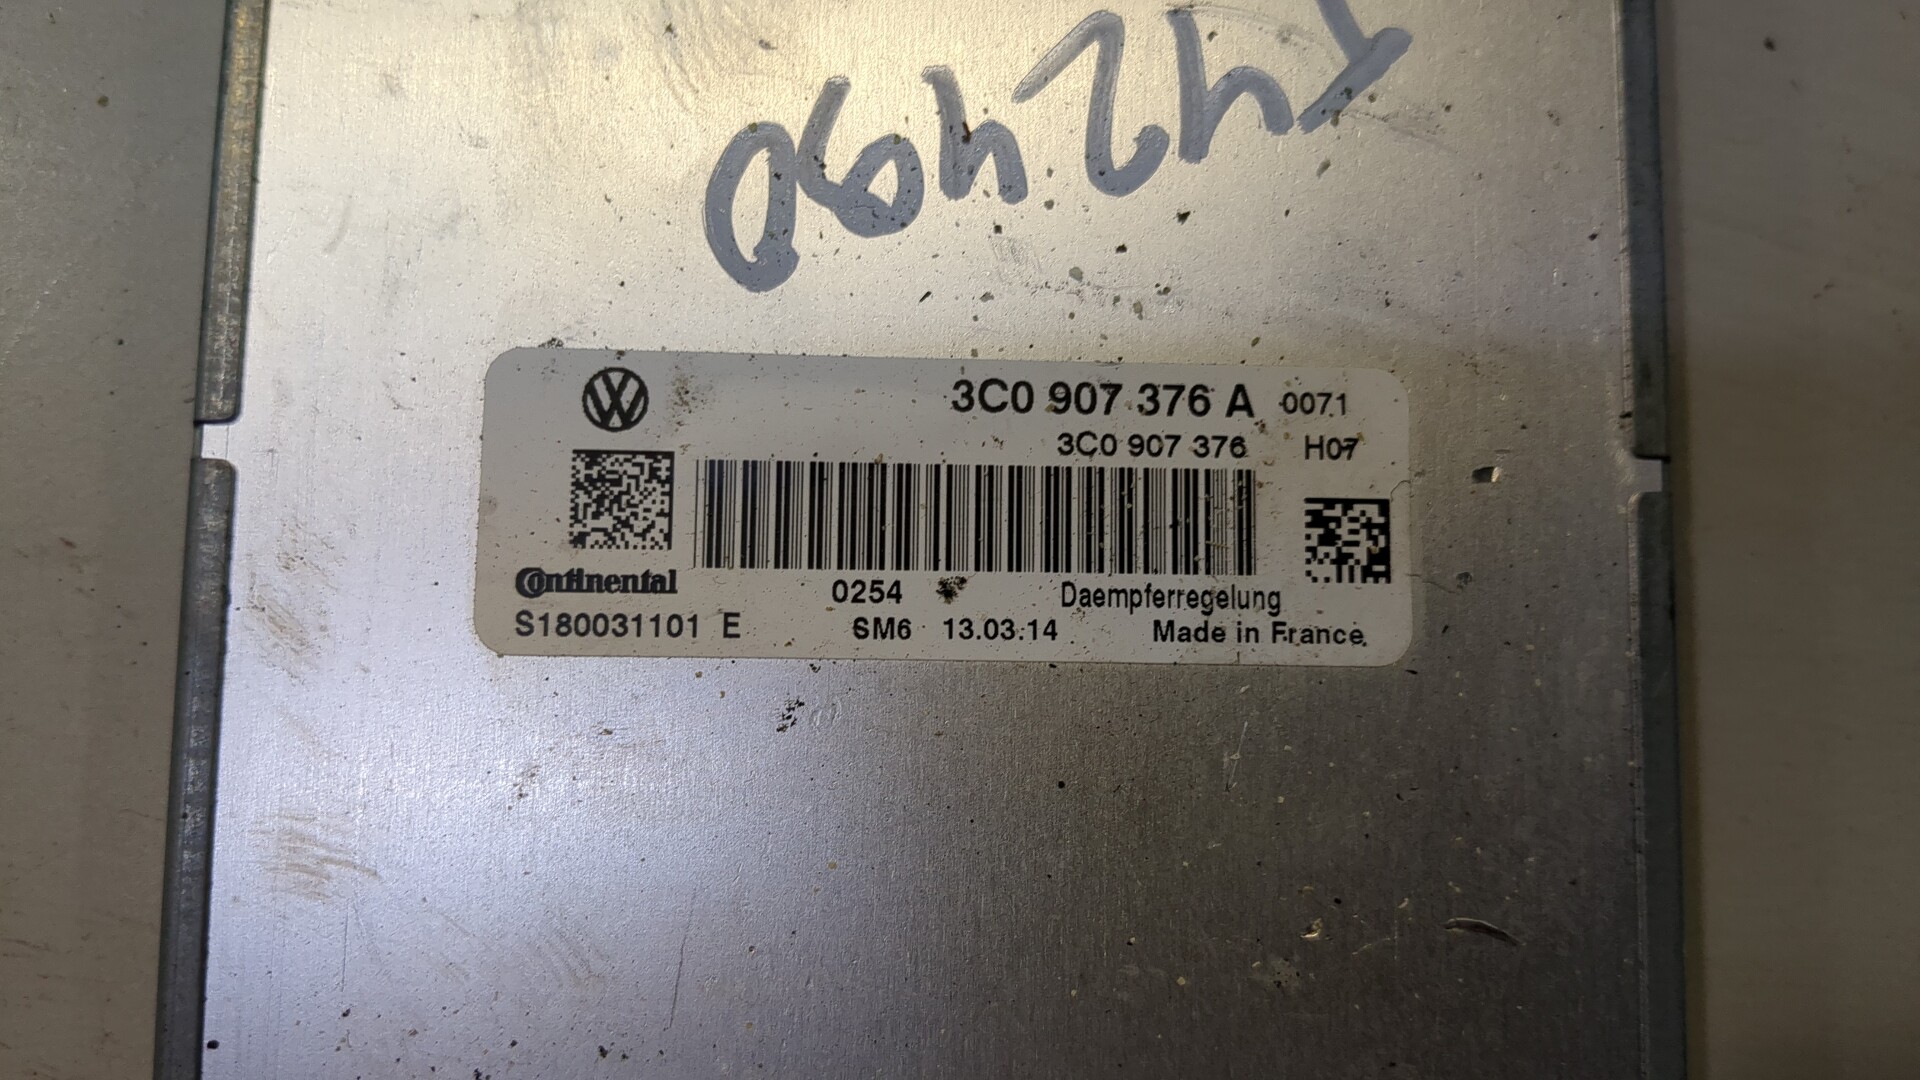 T42490
3C0 907 376 A 0071
3C0 907 376 H07
Continental 0254 Daempferregelung
S180031101 E SM6 13.03.14 Made in France